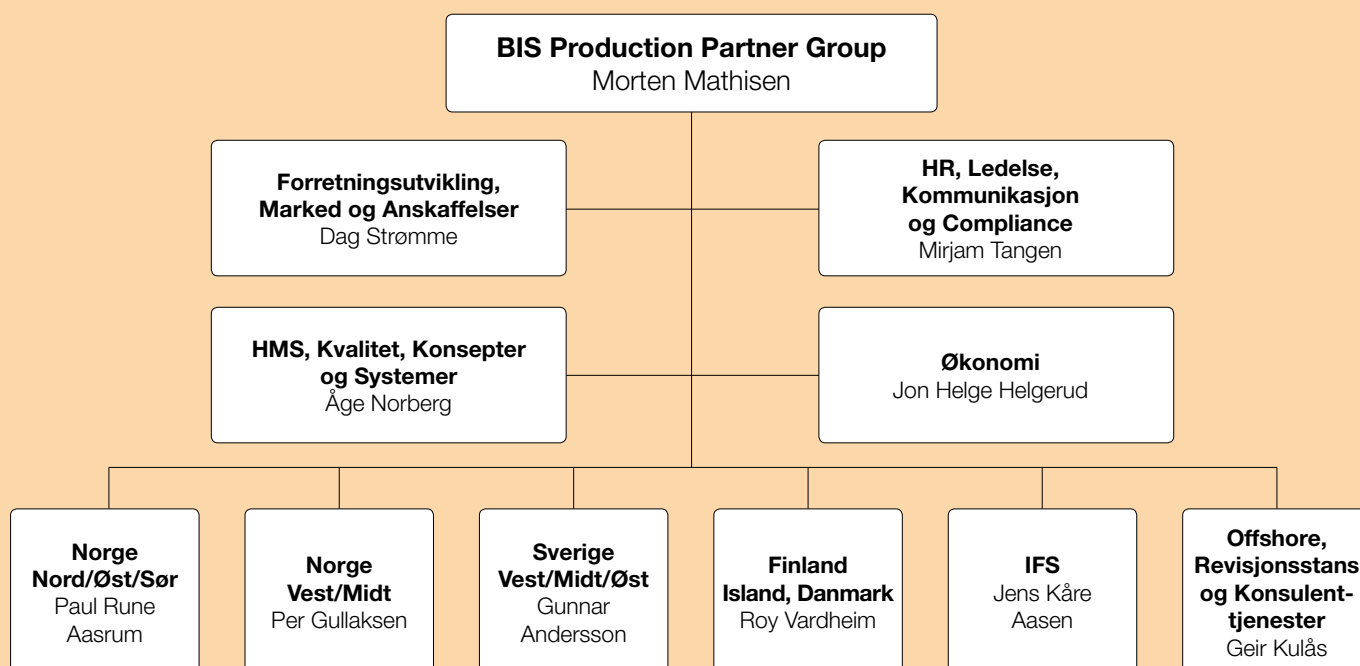 BIS Production Partner Group
Morten Mathisen
Forretningsutvikling,
Marked og Anskaffelser
Dag Strømme
HR, Ledelse,
Kommunikasjon
og Compliance
Mirjam Tangen
HMS, Kvalitet, Konsepter
og Systemer
Åge Norberg
Økonomi
Jon Helge Helgerud
Norge
Nord/Øst/Sør
Paul Rune
Aasrum
Norge
Vest/Midt
Per Gullaksen
Sverige
Vest/Midt/Øst
Gunnar
Andersson
Finland
Island, Danmark
Roy Vardheim
IFS
Jens Kåre
Aasen
Offshore,
Revisjonsstans
og Konsulent-
tjenester
Geir Kulås